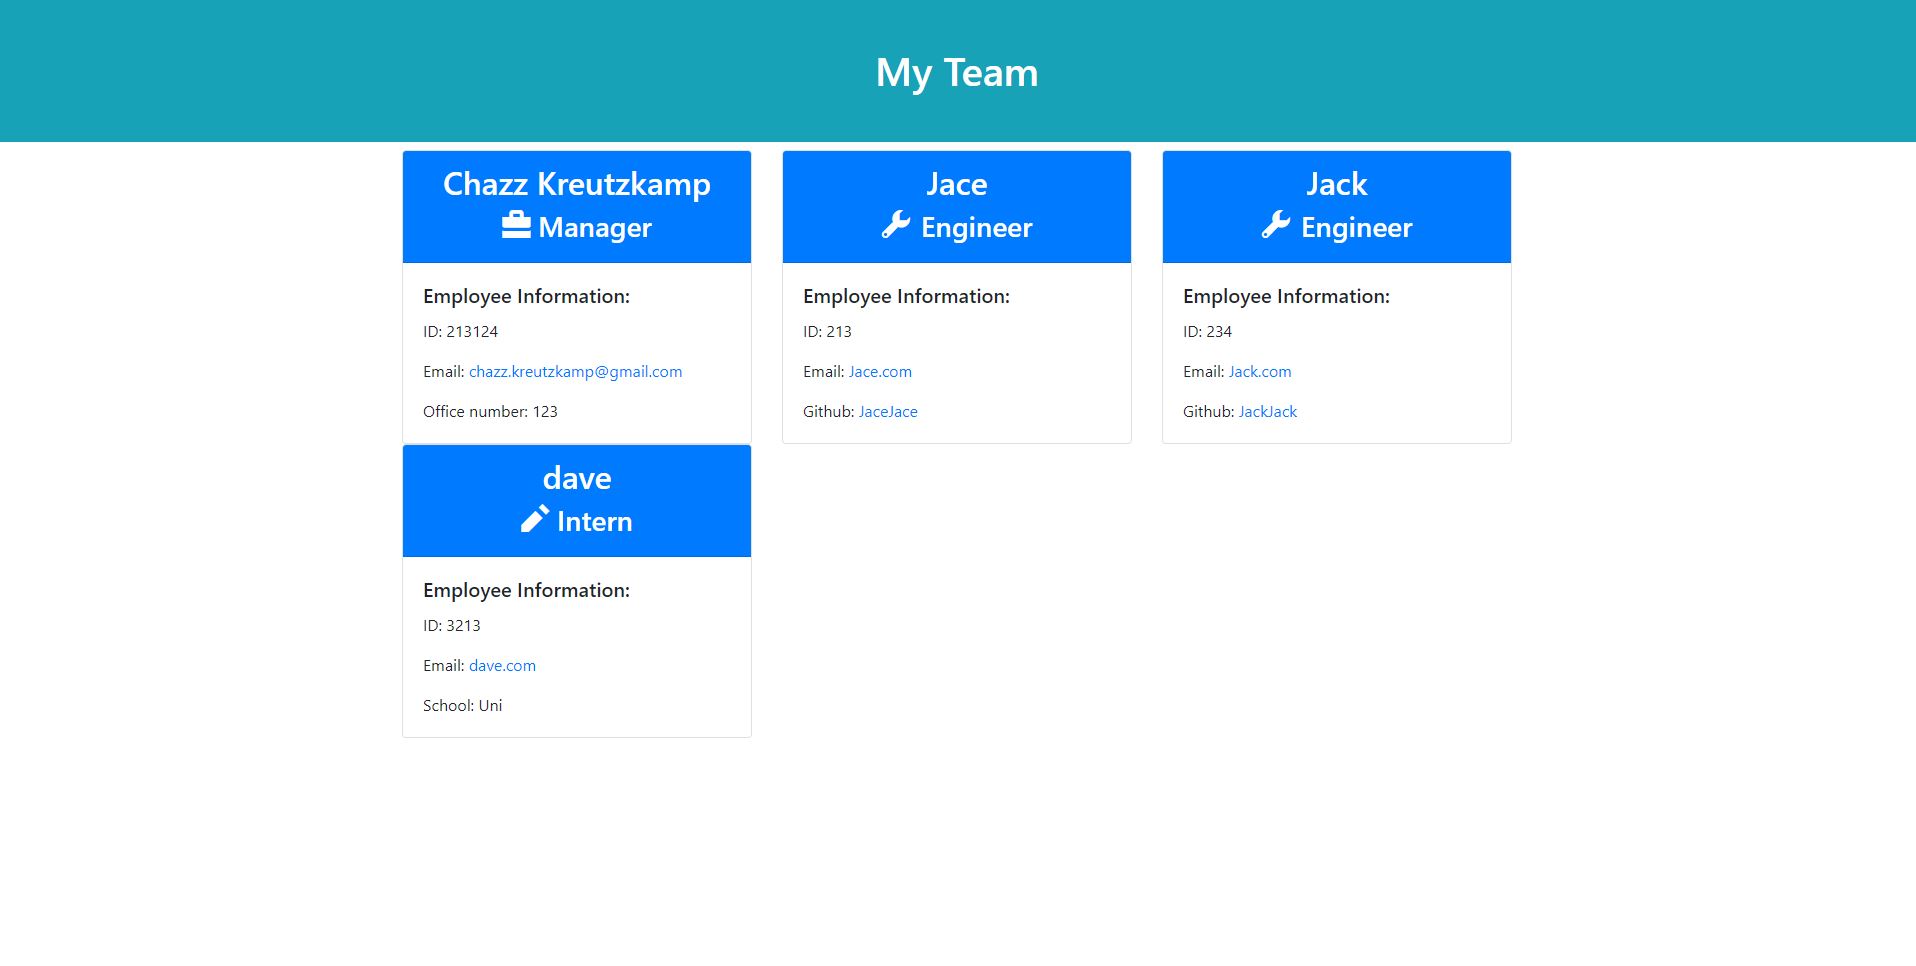 My Team
Chazz Kreutzkamp
Manager
Employee Information:
ID: 213124
Email: chazz.kreutzkamp@gmail.com
Office number: 123
Jace
Engineer
Employee Information:
ID: 213
Email: Jace.com
Github: JaceJace
Jack
Engineer
Employee Information:
ID: 234
Email: Jack.com
Github: JackJack
dave
Intern
Employee Information:
ID: 3213
Email: dave.com
School: Uni